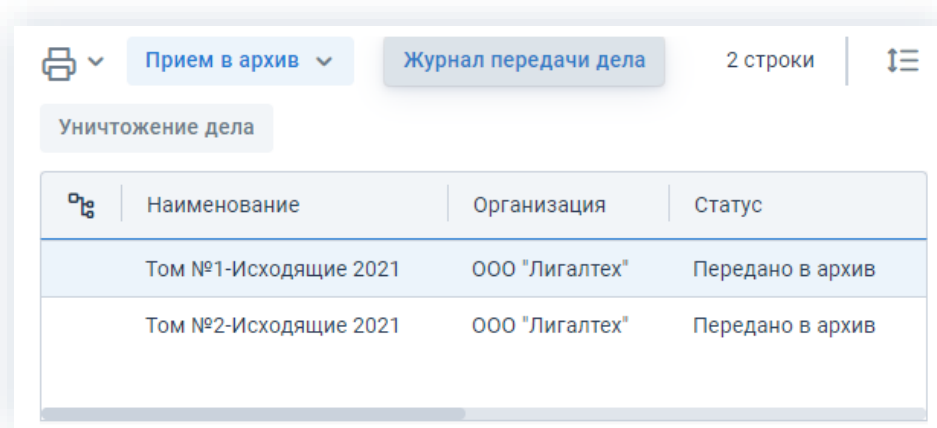 Прием в архив Журнал передачи дела 2 строки
Уничтожение дела
Наименование Организация Статус
Том №1-Исходящие 2021 ООО "Лигалтех" Передано в архив
Том №2-Исходящие 2021 ООО "Лигалтех" Передано в архив